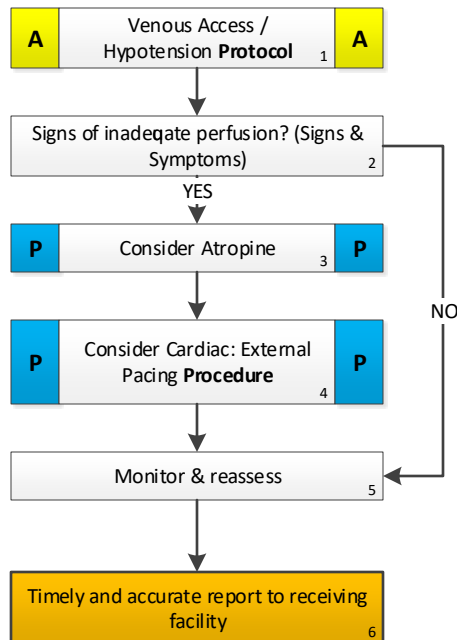 A Venous Access / A
Hypotension Protocol 1
Signs of inadeqate perfusion? (Signs &
Symptoms) 2
YES
P Consider Atropine 3 P
NO
P Consider Cardiac: External P
Pacing Procedure
4
Monitor & reassess 5
Timely and accurate report to receiving
facility 6